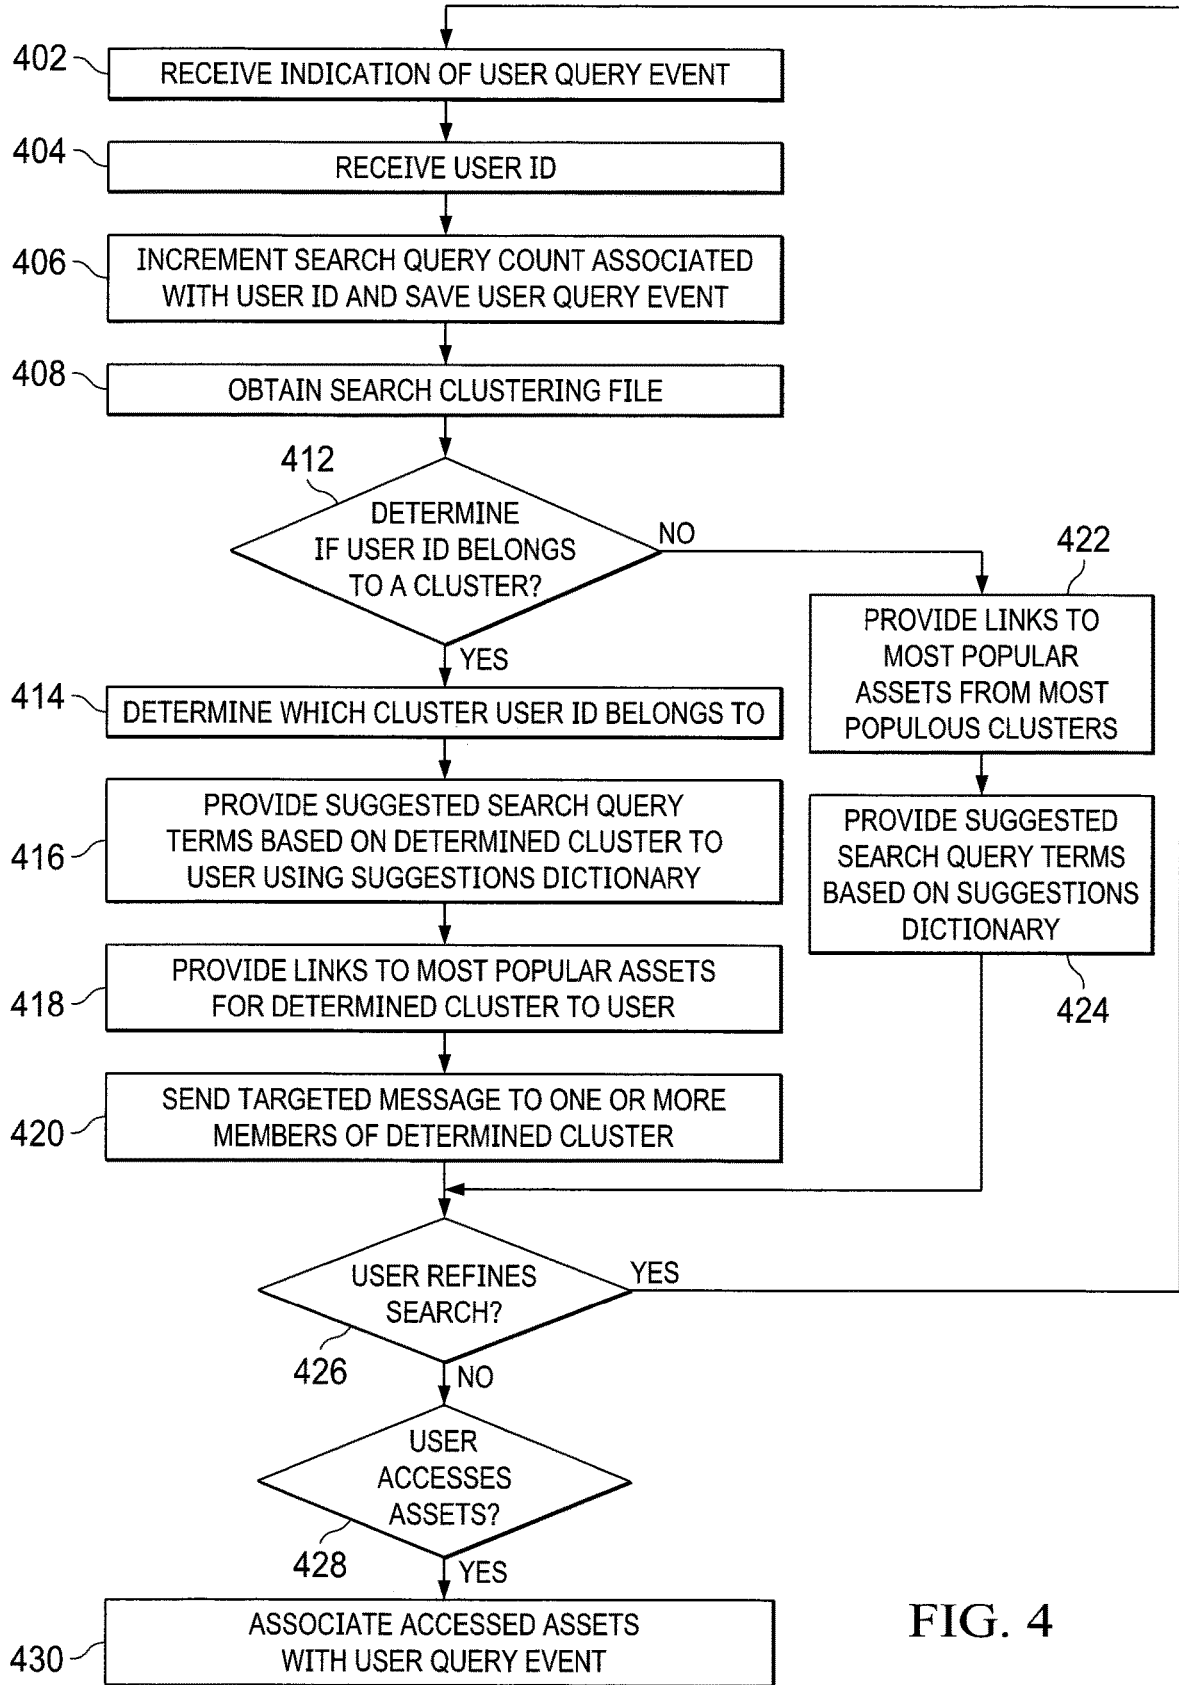 402
RECEIVE INDICATION OF USER QUERY EVENT
404
RECEIVE USER ID
406
INCREMENT SEARCH QUERY COUNT ASSOCIATED
WITH USER ID AND SAVE USER QUERY EVENT
408
OBTAIN SEARCH CLUSTERING FILE
412
DETERMINE
IF USER ID BELONGS
TO A CLUSTER?
NO
YES
422
PROVIDE LINKS TO
MOST POPULAR
ASSETS FROM MOST
POPULOUS CLUSTERS
414
DETERMINE WHICH CLUSTER USER ID BELONGS TO
416
PROVIDE SUGGESTED SEARCH QUERY
TERMS BASED ON DETERMINED CLUSTER TO
USER USING SUGGESTIONS DICTIONARY
PROVIDE SUGGESTED
SEARCH QUERY TERMS
BASED ON SUGGESTIONS
DICTIONARY
424
418
PROVIDE LINKS TO MOST POPULAR ASSETS
FOR DETERMINED CLUSTER TO USER
420
SEND TARGETED MESSAGE TO ONE OR MORE
MEMBERS OF DETERMINED CLUSTER
USER REFINES
SEARCH?
YES
426
NO
USER
ACCESSES
ASSETS?
428
YES
430
ASSOCIATE ACCESSED ASSETS
WITH USER QUERY EVENT
FIG. 4